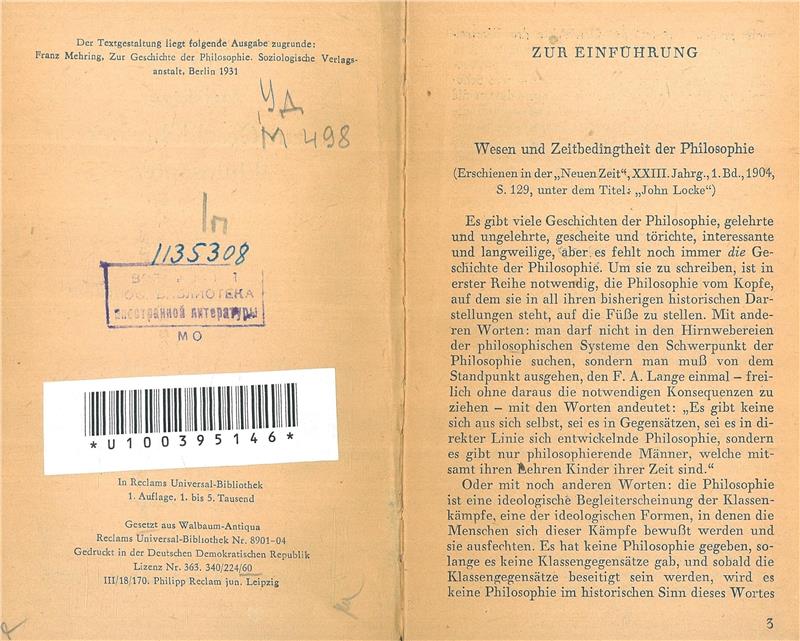 Der Textgestaltung liegt folgende Ausgabe zugrunde:
Franz Mehring, Zur Geschichte der Philosophie. Soziologische Verlags-
anstalt, Berlin 1931
УД
М 498
Iп
1135308
БИБЛИОТЕКА
иностранной литературы
МО
*U100395146*
In Reclams Universal-Bibliothek
1. Auflage, 1. bis 5. Tausend
Gesetzt aus Walbaum-Antiqua
Reclams Universal-Bibliothek Nr. 8901-04
Gedruckt in der Deutschen Demokratischen Republik
Lizenz Nr. 363. 340/224/60
III/18/170. Philipp Reclam jun. Leipzig
ZUR EINFÜHRUNG
Wesen und Zeitbedingtheit der Philosophie
(Erschienen in der „Neuen Zeit“, XXIII. Jahrg., 1. Bd., 1904,
S. 129, unter dem Titel: „John Locke“)
Es gibt viele Geschichten der Philosophie, gelehrte
und ungelehrte, gescheite und törichte, interessante
und langweilige, aber es fehlt noch immer die Ge-
schichte der Philosophie. Um sie zu schreiben, ist in
erster Reihe notwendig, die Philosophie vom Kopfe,
auf dem sie in all ihren bisherigen historischen Dar-
stellungen steht, auf die Füße zu stellen. Mit ande-
ren Worten: man darf nicht in den Hirnwebereien
der philosophischen Systeme den Schwerpunkt der
Philosophie suchen, sondern man muß von dem
Standpunkt ausgehen, den F. A. Lange einmal – frei-
lich ohne daraus die notwendigen Konsequenzen zu
ziehen – mit den Worten andeutet: „Es gibt keine
sich aus sich selbst, sei es in Gegensätzen, sei es in di-
rekter Linie sich entwickelnde Philosophie, sondern
es gibt nur philosophierende Männer, welche mit-
samt ihren Lehren Kinder ihrer Zeit sind.“
Oder mit noch anderen Worten: die Philosophie
ist eine ideologische Begleiterscheinung der Klassen-
kämpfe, eine der ideologischen Formen, in denen die
Menschen sich dieser Kämpfe bewußt werden und
sie ausfechten. Es hat keine Philosophie gegeben, so-
lange es keine Klassengegensätze gab, und sobald die
Klassengegensätze beseitigt sein werden, wird es
keine Philosophie im historischen Sinn dieses Wortes
3